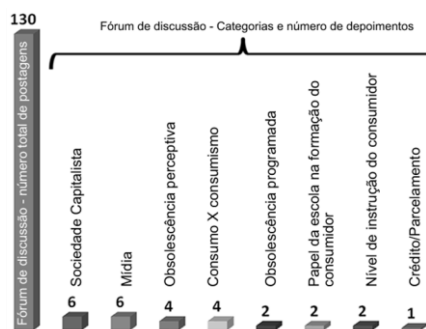 Fórum de discussão - Categorias e número de depoimentos
130
Fórum de discussão - número total de postagens
Sociedade Capitalista
6
Mídia
6
Obsolescência perceptiva
4
Consumo X consumismo
4
Obsolescência programada
2
Papel da escola na formação do
consumidor
2
Nível de instrução do consumidor
2
Crédito/Parcelamento
1